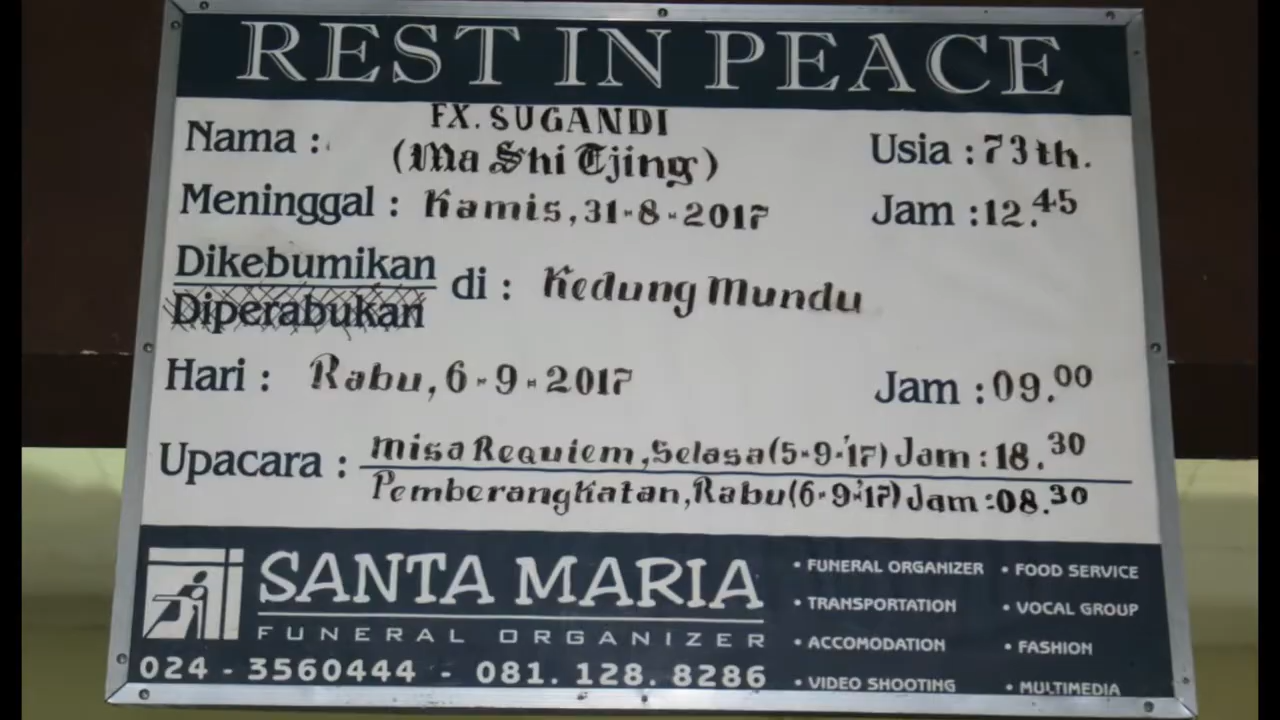 REST IN PEACE
Nama : FX. SUGANDI
(Ma Shi Tjing) Usia : 73 th.
Meninggal : Kamis, 31-8-2017 Jam : 12.45
Dikebumikan
Diperabukan di : Kedung Mundu
Hari : Rabu, 6-9-2017 Jam : 09.00
Upacara : Misa Requiem, Selasa (5-9-'17) Jam : 18.30
Pemberangkatan, Rabu (6-9-'17) Jam : 08.30
SANTA MARIA
FUNERAL ORGANIZER
024 - 3560444 - 081. 128. 8286
• FUNERAL ORGANIZER • FOOD SERVICE
• TRANSPORTATION • VOCAL GROUP
• ACCOMODATION • FASHION
• VIDEO SHOOTING • MULTIMEDIA